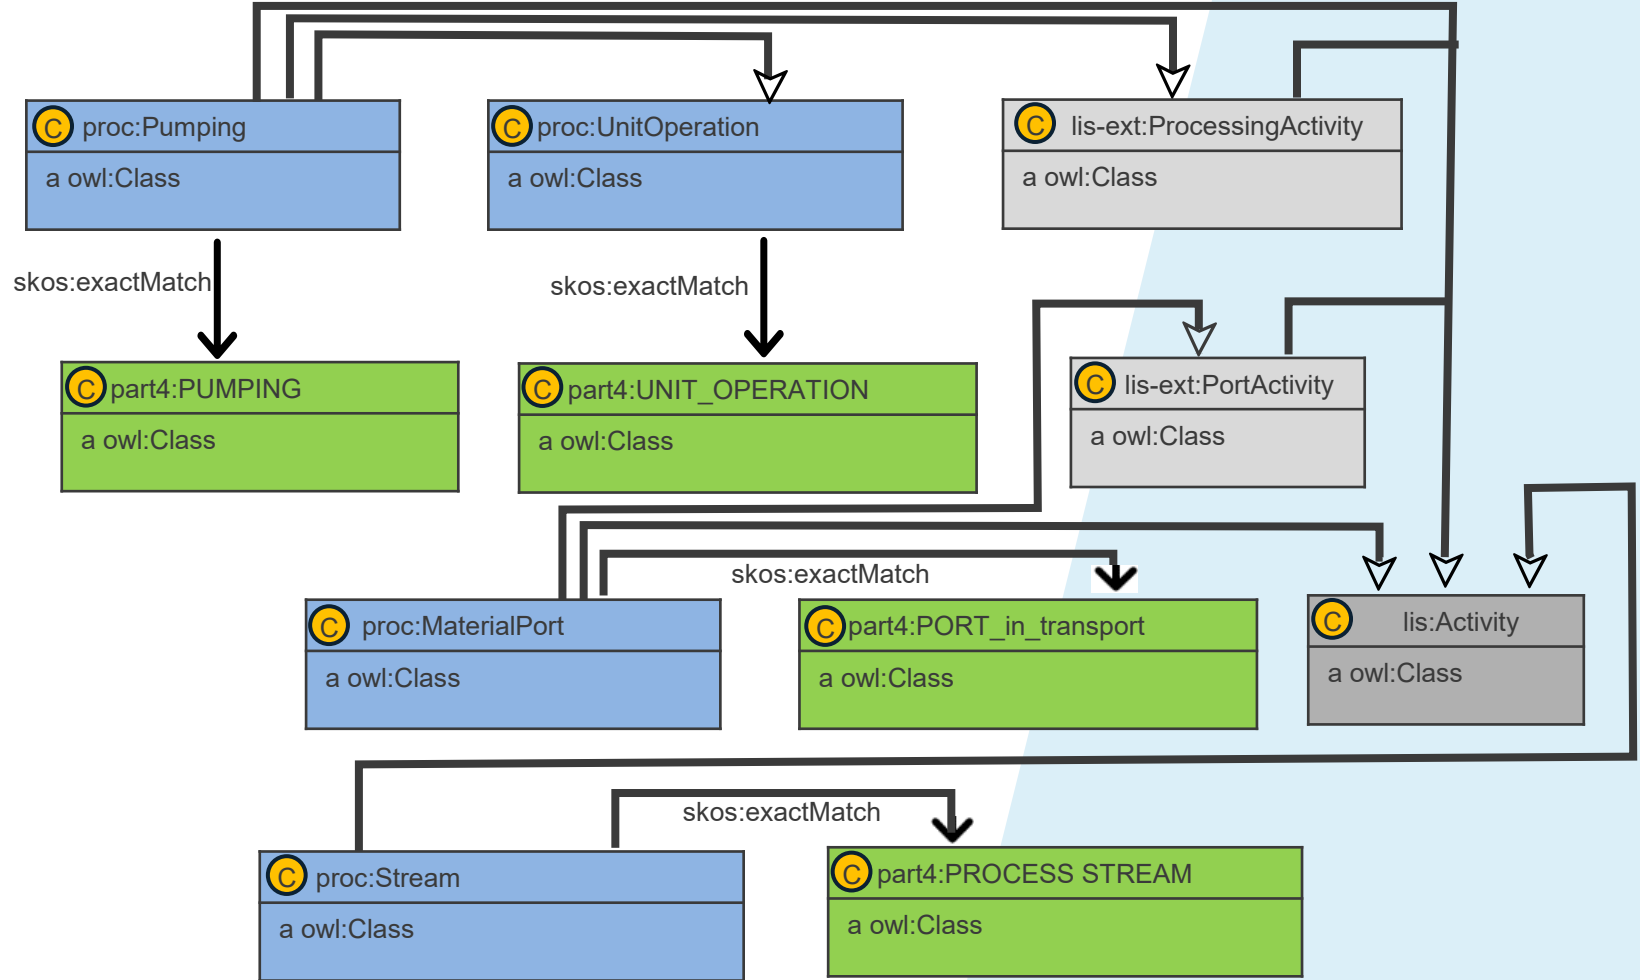 C proc:Pumping
a owl:Class
C proc:UnitOperation
a owl:Class
C lis-ext:ProcessingActivity
a owl:Class
skos:exactMatch
skos:exactMatch
C part4:PUMPING
a owl:Class
C part4:UNIT_OPERATION
a owl:Class
C lis-ext:PortActivity
a owl:Class
skos:exactMatch
C proc:MaterialPort
a owl:Class
C part4:PORT_in_transport
a owl:Class
C lis:Activity
a owl:Class
skos:exactMatch
C proc:Stream
a owl:Class
C part4:PROCESS STREAM
a owl:Class